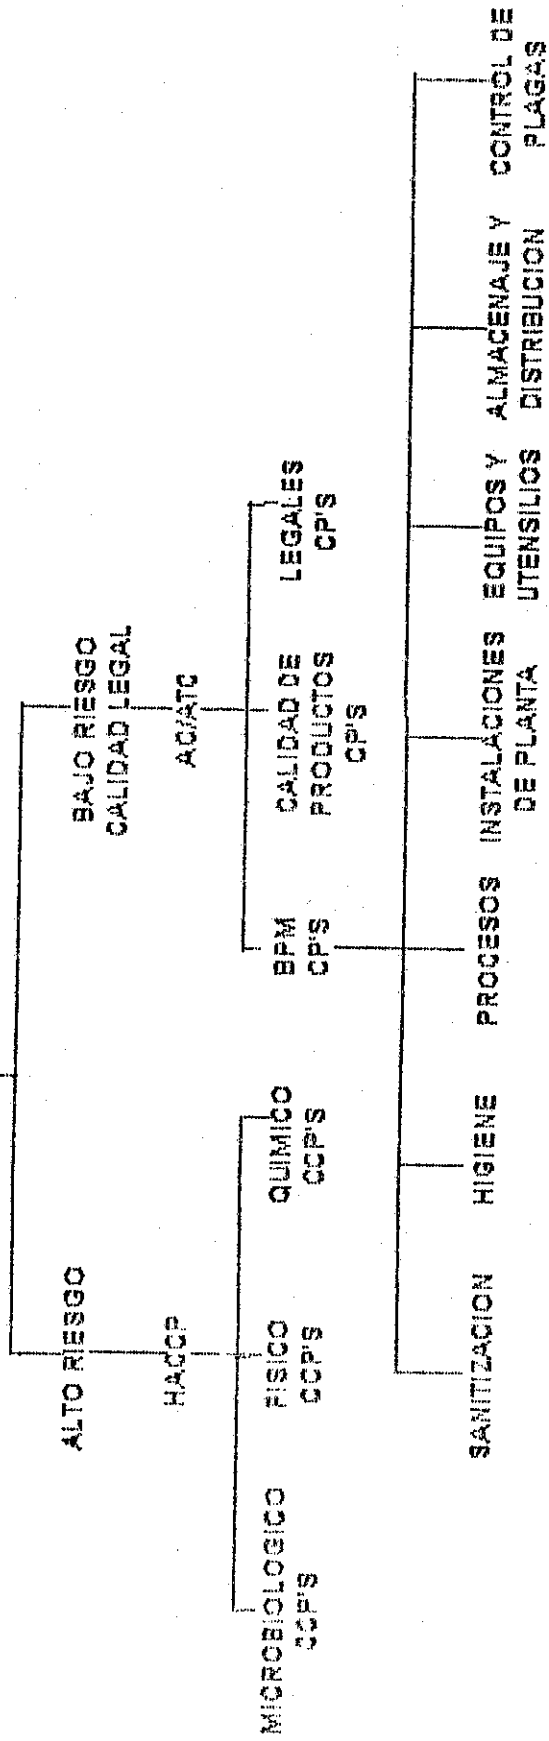 ALTO RIESGO
BAJO RIESGO
CALIDAD LEGAL
HACCP
AC/ATC
MICROBIOLOGICO
CCP'S
FISICO
CCP'S
QUIMICO
CCP'S
BPM
CP'S
CALIDAD DE
PRODUCTOS
CP'S
LEGALES
CP'S
SANITIZACION
HIGIENE
PROCESOS
INSTALACIONES
DE PLANTA
EQUIPOS Y
UTENSILIOS
ALMACENAJE Y
DISTRIBUCION
CONTROL DE
PLAGAS